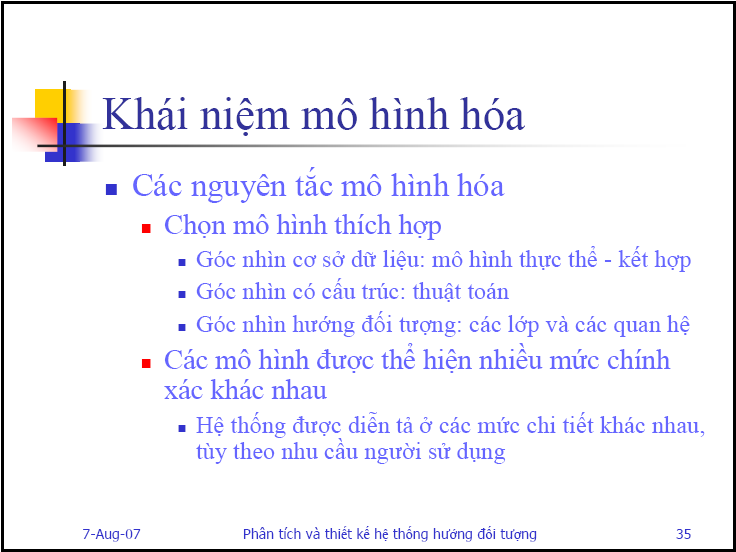 Khái niệm mô hình hóa
Các nguyên tắc mô hình hóa
Chọn mô hình thích hợp
Góc nhìn cơ sở dữ liệu: mô hình thực thể - kết hợp
Góc nhìn có cấu trúc: thuật toán
Góc nhìn hướng đối tượng: các lớp và các quan hệ
Các mô hình được thể hiện nhiều mức chính
xác khác nhau
Hệ thống được diễn tả ở các mức chi tiết khác nhau,
tùy theo nhu cầu người sử dụng
7-Aug-07 Phân tích và thiết kế hệ thống hướng đối tượng 35